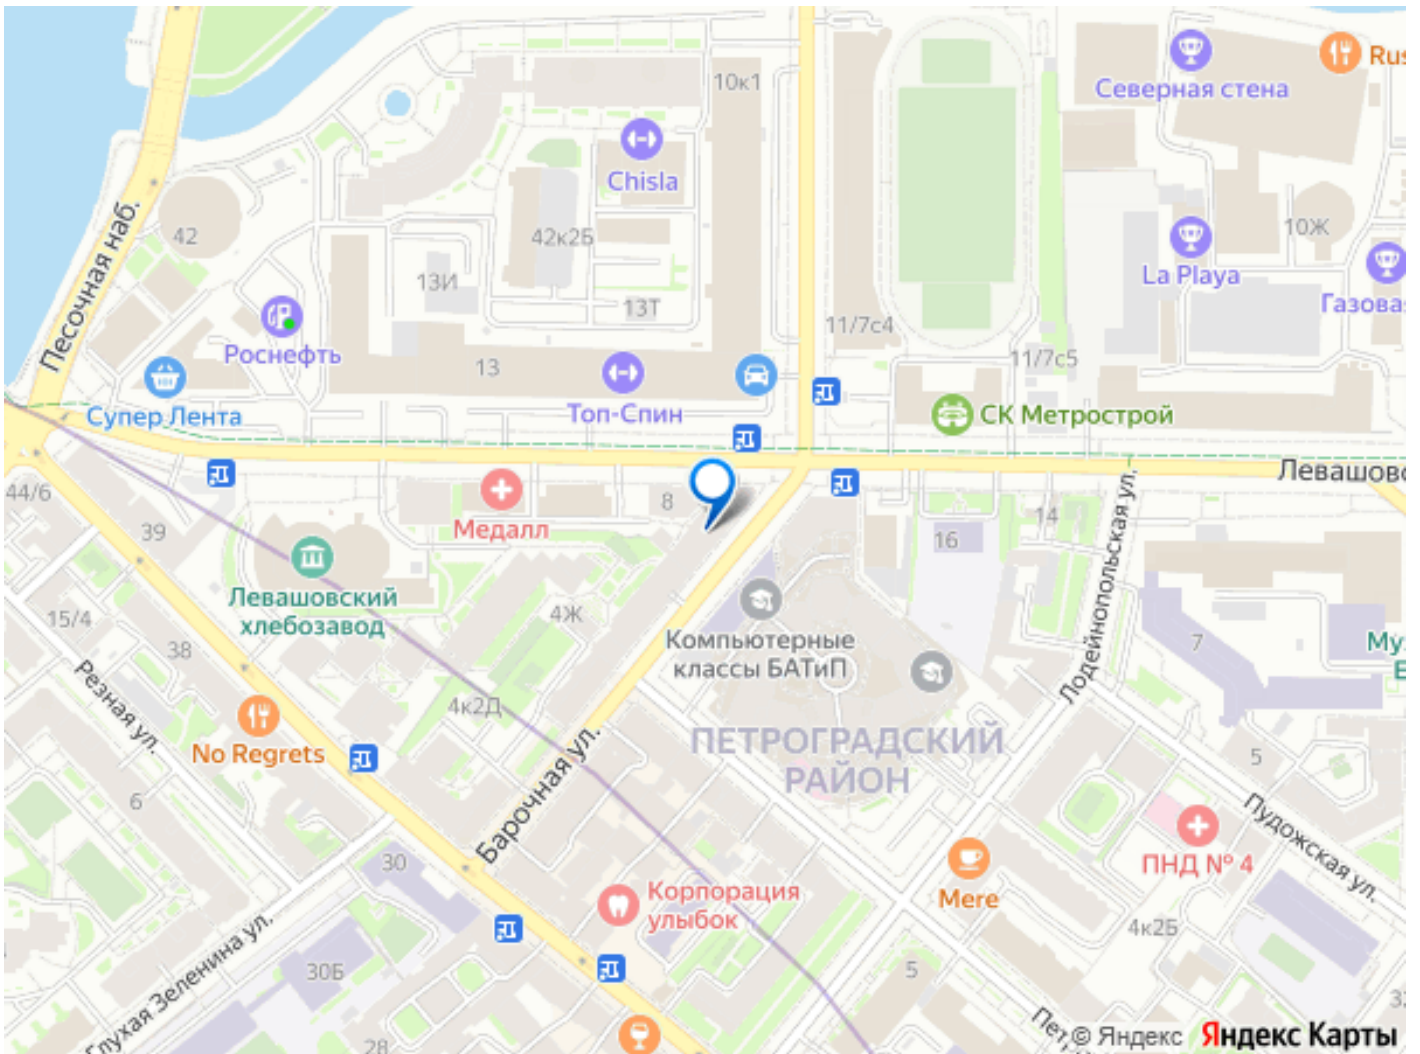 10к1
Северная стена
Rus
Chisla
Песочная наб.
42
42к2Б
10Ж
La Playa
13И
13Т
Газова
Роснефть
11/7с4
11/7с5
13
Супер Лента
Топ-Спин
СК Метрострой
Левашовс
44/6
Медалл
8
39
14
16
Левашовский
хлебозавод
15/4
4Ж
Компьютерные
классы БАТиП
Лодейнопольская ул.
7
Му
Е
38
Резная ул.
4к2Д
No Regrets
Барочная ул.
ПЕТРОГРАДСКИЙ
РАЙОН
5
6
Пудожская ул.
ПНД № 4
30
Mere
Корпорация
улыбок
4к2Б
Глухая Зеленина ул.
30Б
5
28
Пет
© Яндекс
Яндекс Карты